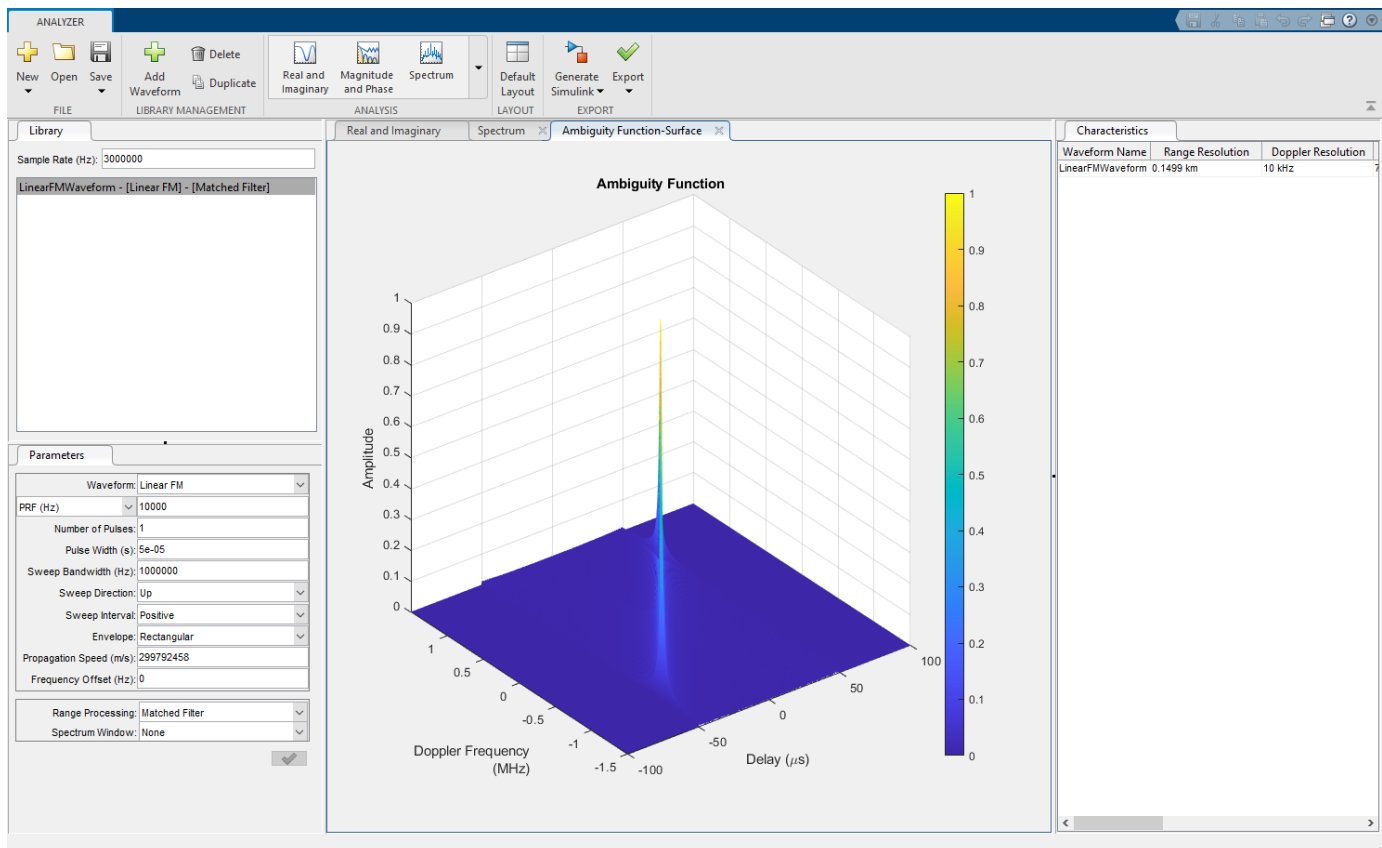 ANALYZER
New
Open
Save
Add
Waveform
Delete
Duplicate
Real and
Imaginary
Magnitude
and Phase
Spectrum
Default
Layout
Generate
Simulink
Export
FILE
LIBRARY MANAGEMENT
ANALYSIS
LAYOUT
EXPORT
Library
Sample Rate (Hz): 3000000
LinearFMWaveform - [Linear FM] - [Matched Filter]
Parameters
Waveform: Linear FM
PRF (Hz) 10000
Number of Pulses: 1
Pulse Width (s): 5e-05
Sweep Bandwidth (Hz): 1000000
Sweep Direction: Up
Sweep Interval: Positive
Envelope: Rectangular
Propagation Speed (m/s): 299792458
Frequency Offset (Hz): 0
Range Processing: Matched Filter
Spectrum Window: None
Real and Imaginary
Spectrum
Ambiguity Function-Surface
Ambiguity Function
Amplitude
1
0.9
0.8
0.7
0.6
0.5
0.4
0.3
0.2
0.1
0
1
0.5
0
-0.5
-1
-1.5
Doppler Frequency
(MHz)
-100
-50
0
50
100
Delay (μs)
1
0.9
0.8
0.7
0.6
0.5
0.4
0.3
0.2
0.1
0
Characteristics
Waveform Name Range Resolution Doppler Resolution
LinearFMWaveform 0.1499 km 10 kHz 7